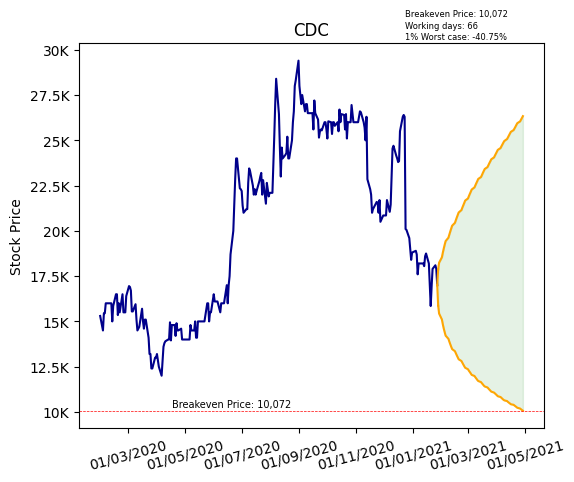 Breakeven Price: 10,072
Working days: 66
1% Worst case: -40.75%
CDC
30K
27.5K
25K
22.5K
20K
17.5K
15K
12.5K
10K
Stock Price
Breakeven Price: 10,072
01/03/2020
01/05/2020
01/07/2020
01/09/2020
01/11/2020
01/01/2021
01/03/2021
01/05/2021